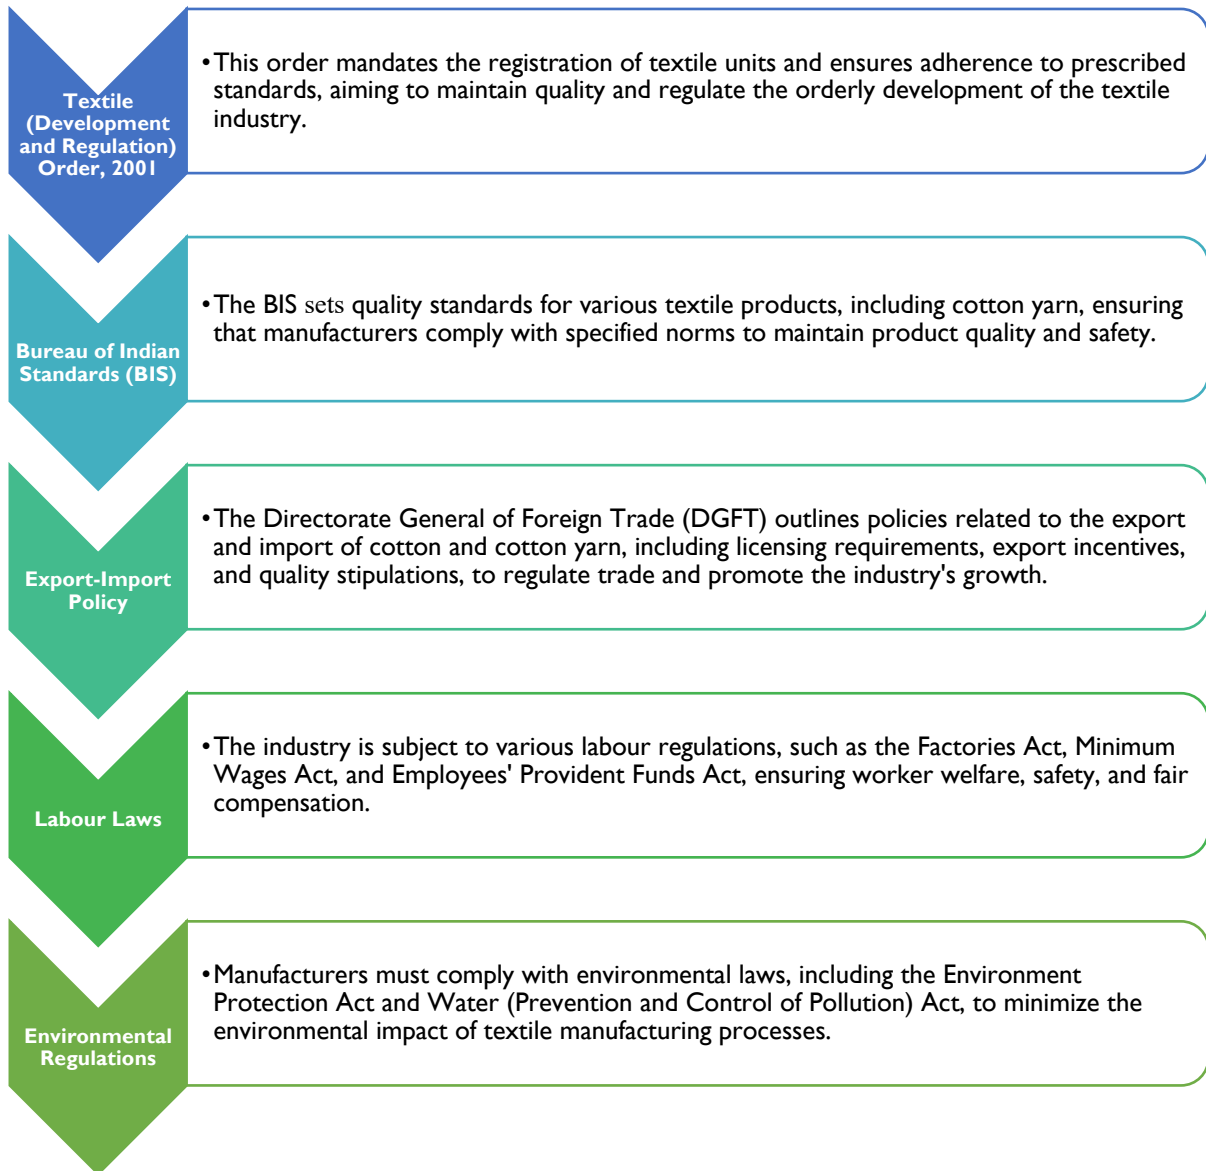 Textile
(Development
and Regulation)
Order, 2001
•This order mandates the registration of textile units and ensures adherence to prescribed
standards, aiming to maintain quality and regulate the orderly development of the textile
industry.
Bureau of Indian
Standards (BIS)
•The BIS sets quality standards for various textile products, including cotton yarn, ensuring
that manufacturers comply with specified norms to maintain product quality and safety.
Export-Import
Policy
•The Directorate General of Foreign Trade (DGFT) outlines policies related to the export
and import of cotton and cotton yarn, including licensing requirements, export incentives,
and quality stipulations, to regulate trade and promote the industry's growth.
Labour Laws
•The industry is subject to various labour regulations, such as the Factories Act, Minimum
Wages Act, and Employees' Provident Funds Act, ensuring worker welfare, safety, and fair
compensation.
Environmental
Regulations
•Manufacturers must comply with environmental laws, including the Environment
Protection Act and Water (Prevention and Control of Pollution) Act, to minimize the
environmental impact of textile manufacturing processes.